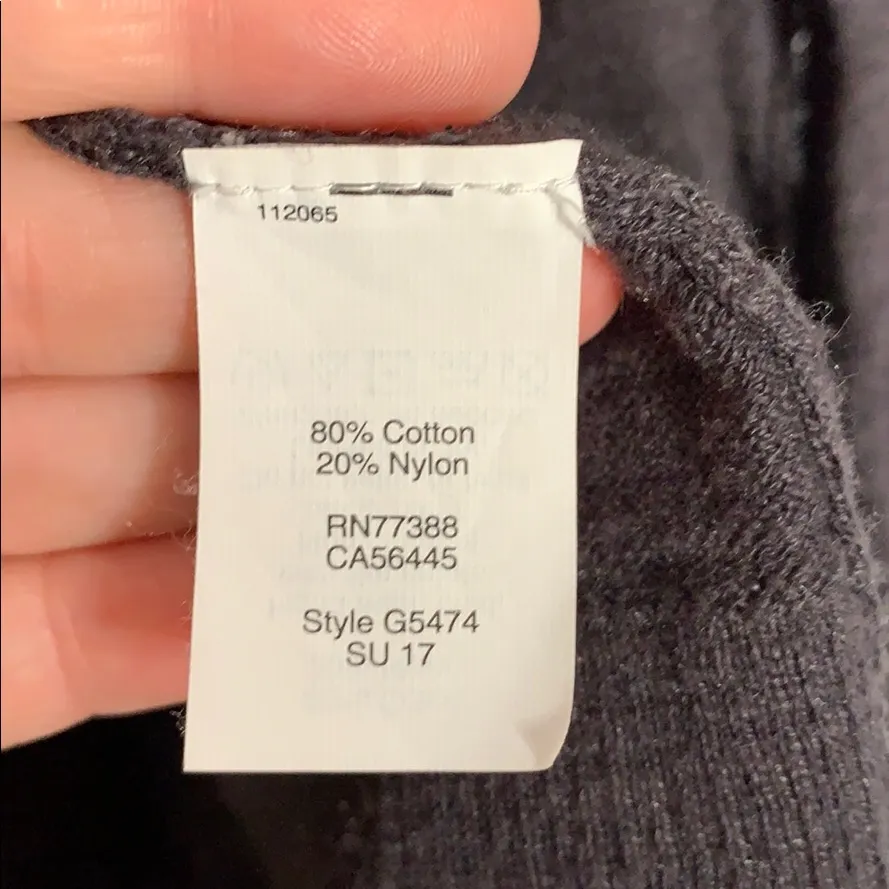 112065
80% Cotton
20% Nylon
RN77388
CA56445
Style G5474
SU 17